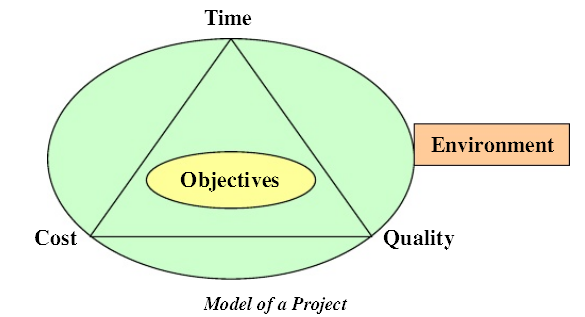 Time
Environment
Objectives
Cost
Quality
Model of a Project